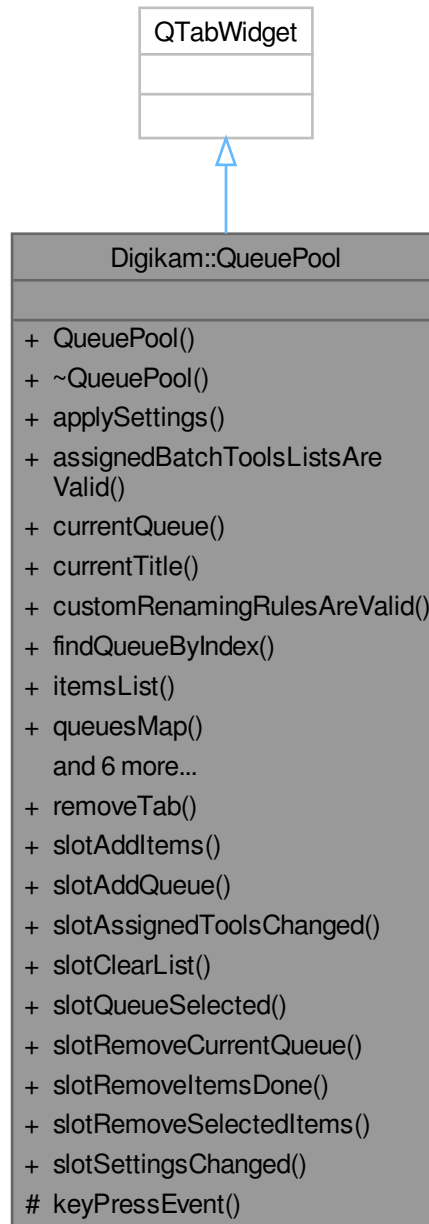 QTabWidget
Digikam::QueuePool
+ QueuePool()
+ ~QueuePool()
+ applySettings()
+ assignedBatchToolsListsAre
Valid()
+ currentQueue()
+ currentTitle()
+ customRenamingRulesAreValid()
+ findQueueByIndex()
+ itemsList()
+ queuesMap()
and 6 more...
+ removeTab()
+ slotAddItems()
+ slotAddQueue()
+ slotAssignedToolsChanged()
+ slotClearList()
+ slotQueueSelected()
+ slotRemoveCurrentQueue()
+ slotRemoveItemsDone()
+ slotRemoveSelectedItems()
+ slotSettingsChanged()
# keyPressEvent()